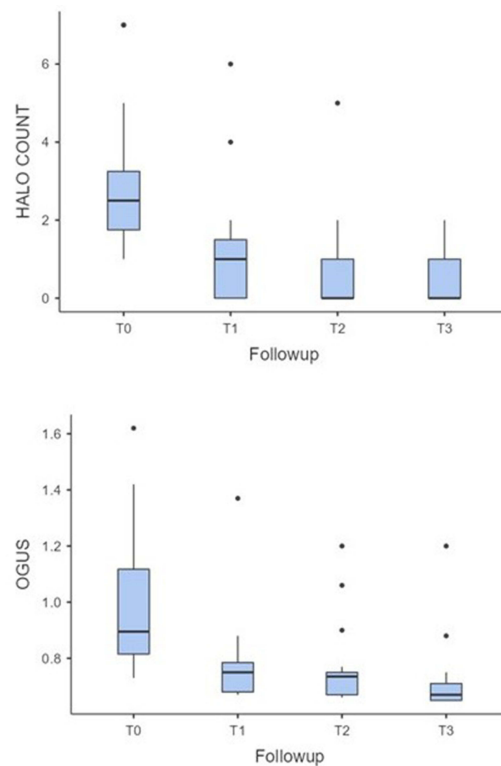 HALO COUNT
6
4
2
0
T0 T1 T2 T3
Followup
OGUS
1.6
1.4
1.2
1.0
0.8
T0 T1 T2 T3
Followup